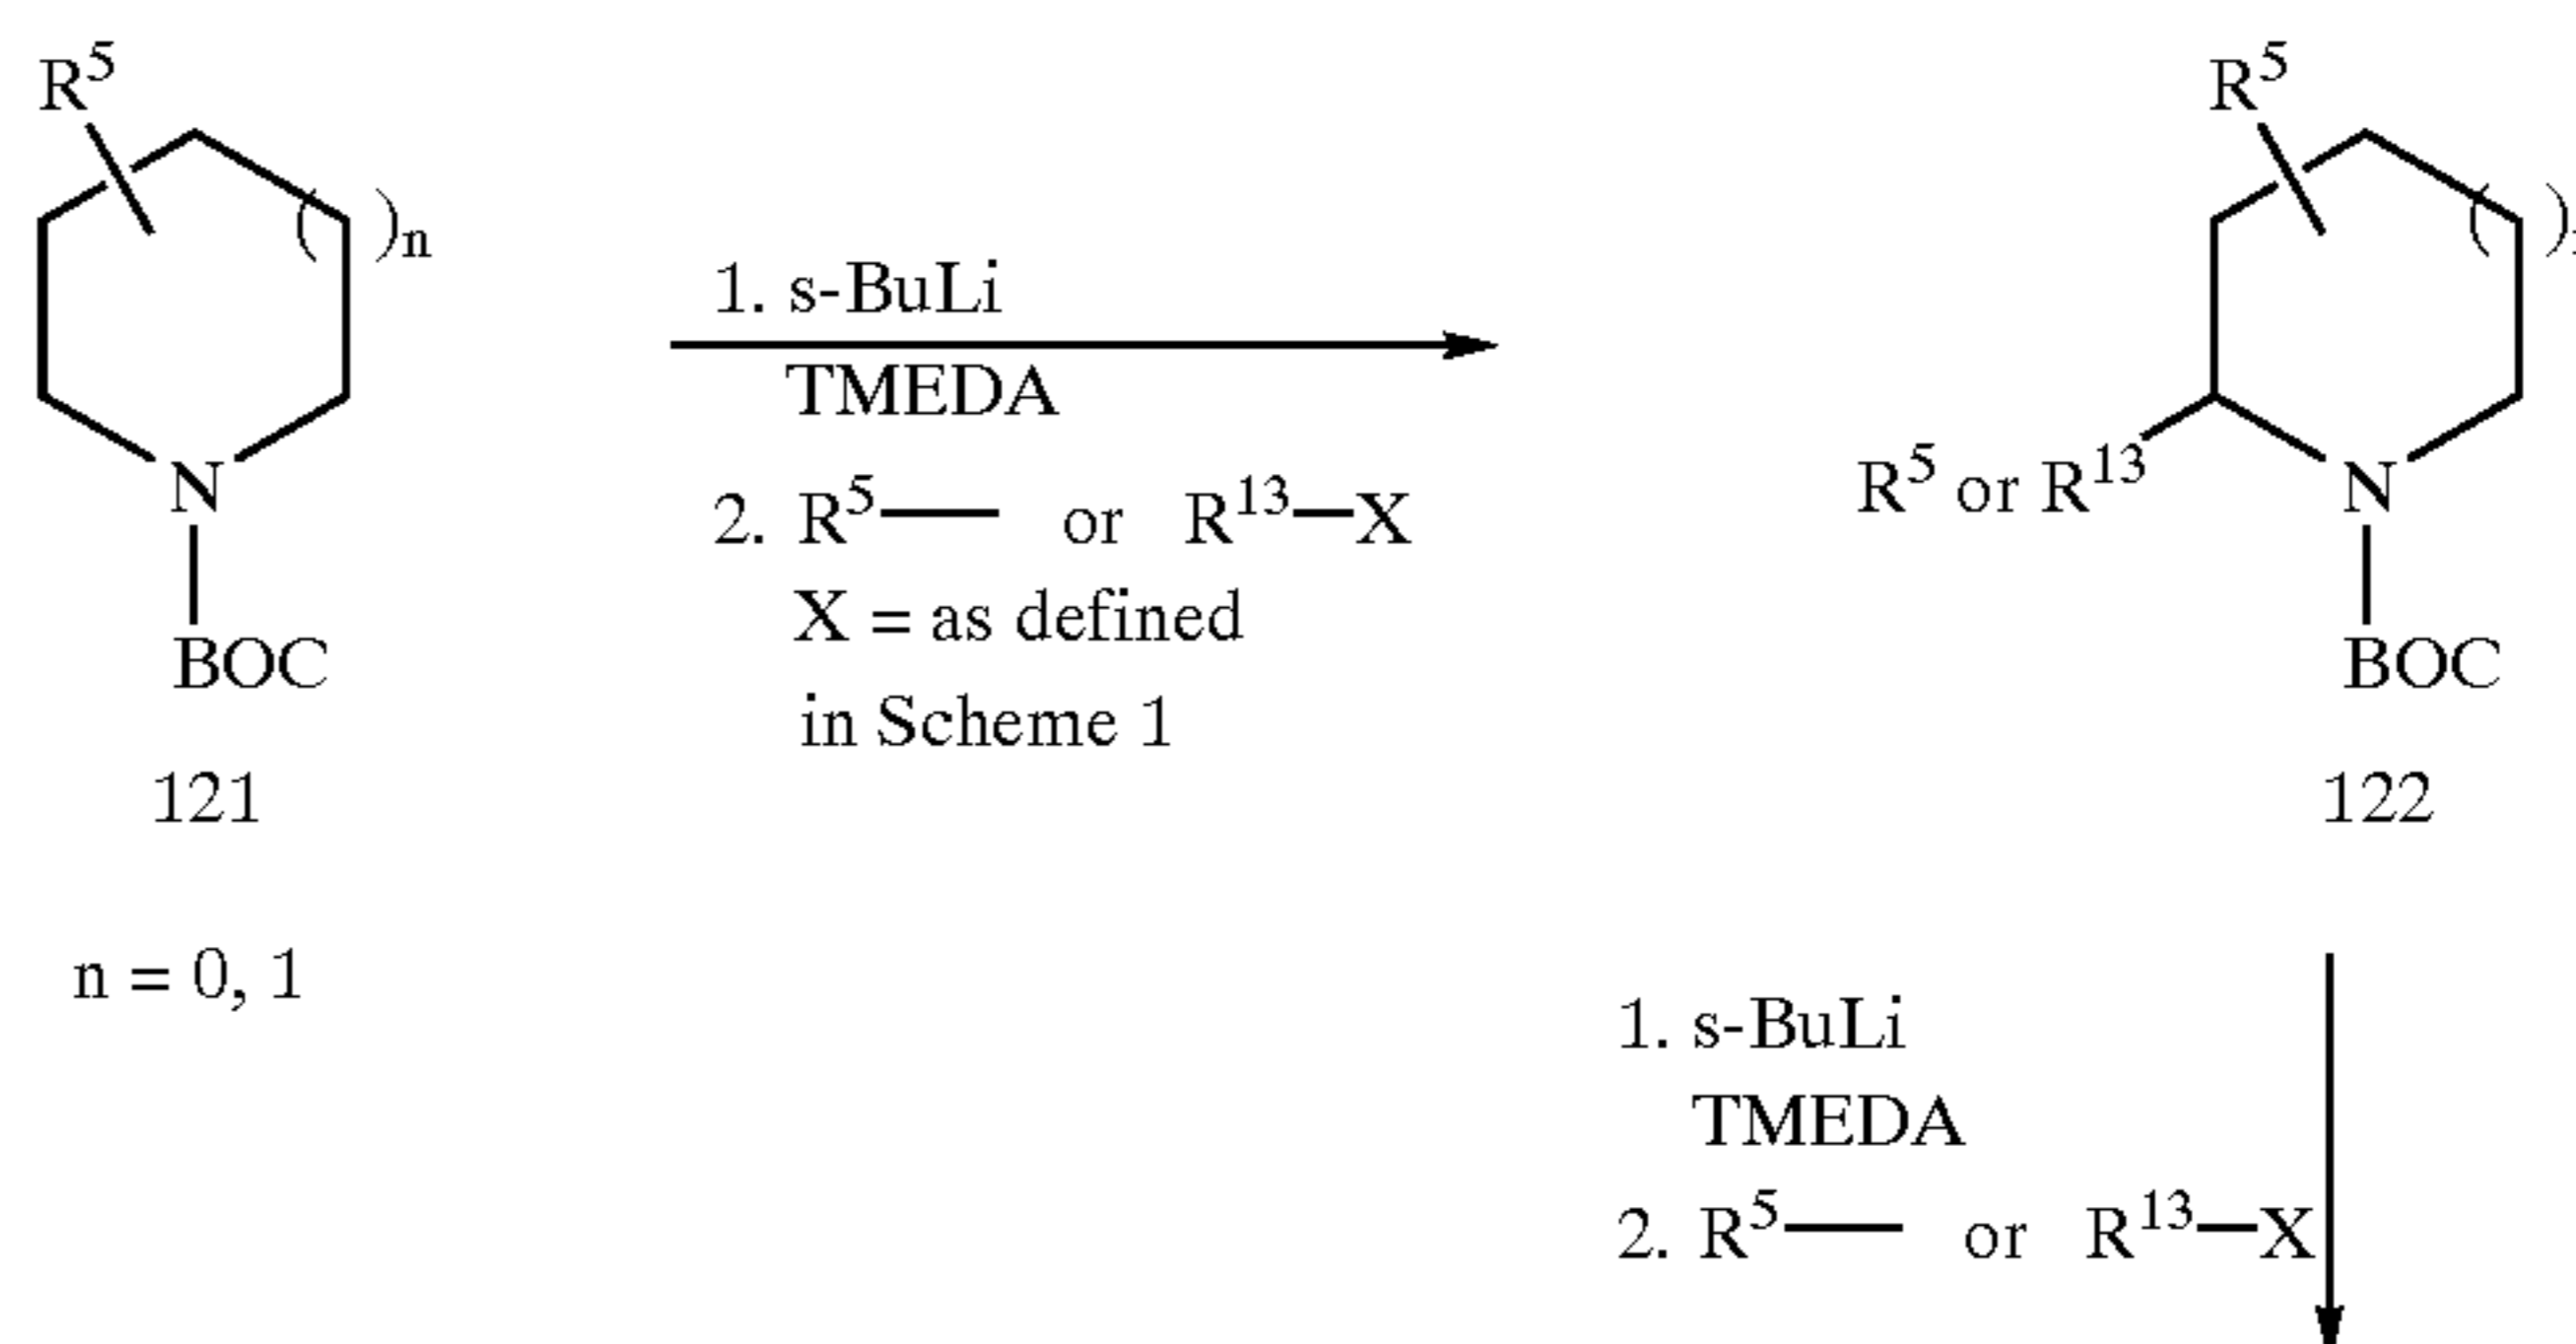 R⁵
R⁵
( )n
( )
1. s-BuLi
TMEDA
2. R⁵— or R¹³—X
X = as defined
in Scheme 1
R⁵ or R¹³
N
N
BOC
BOC
121
122
n = 0, 1
1. s-BuLi
TMEDA
2. R⁵— or R¹³—X